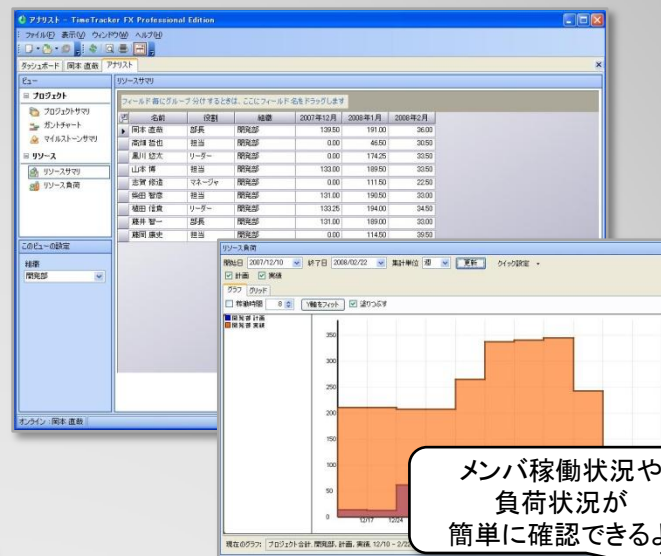 アナリスト - TimeTracker FX Professional Edition
ファイル(F) 表示(V) ウィンドウ(W) ヘルプ(H)
ダッシュボード 岡本 直哉 アナリスト
ビュー
プロジェクト
プロジェクトサマリ
ガントチャート
マイルストーンサマリ
リソース
リソースサマリ
リソース負荷
このビューの設定
組織
開発部
オンライン 岡本 直哉
リソースサマリ
フィールド毎にグループ分けするときは、ここにフィールド名をドラッグします
名前 役割 組織 2007年12月 2008年1月 2008年2月
岡本 直哉 部長 開発部 139.50 191.00 36.00
高畑 哲也 担当 開発部 0.00 46.50 30.50
黒川 悠太 リーダー 開発部 0.00 174.25 33.50
山本 博 担当 開発部 133.00 189.50 33.50
志賀 修造 マネージャ 開発部 0.00 111.50 22.50
柴田 智彦 担当 開発部 131.00 190.50 33.00
植田 信貴 リーダー 開発部 133.25 194.00 34.50
藤井 智一 部長 開発部 131.00 189.00 33.00
藤岡 康史 担当 開発部 0.00 114.50 39.50
リソース負荷
開始日 2007/12/10 終了日 2008/02/22 集計単位 週 更新 クイック設定
計画 実績
グラフ グリッド
稼働時間 8 Y軸をフィット 塗りつぶす
開発部 計画
開発部 実績
350
300
250
200
150
100
50
0
12/17 12/24
現在のグラフ: プロジェクト合計, 開発部, 計画, 実績, 12/10 - 2/22
メンバ稼働状況や
負荷状況が
簡単に確認できるよ